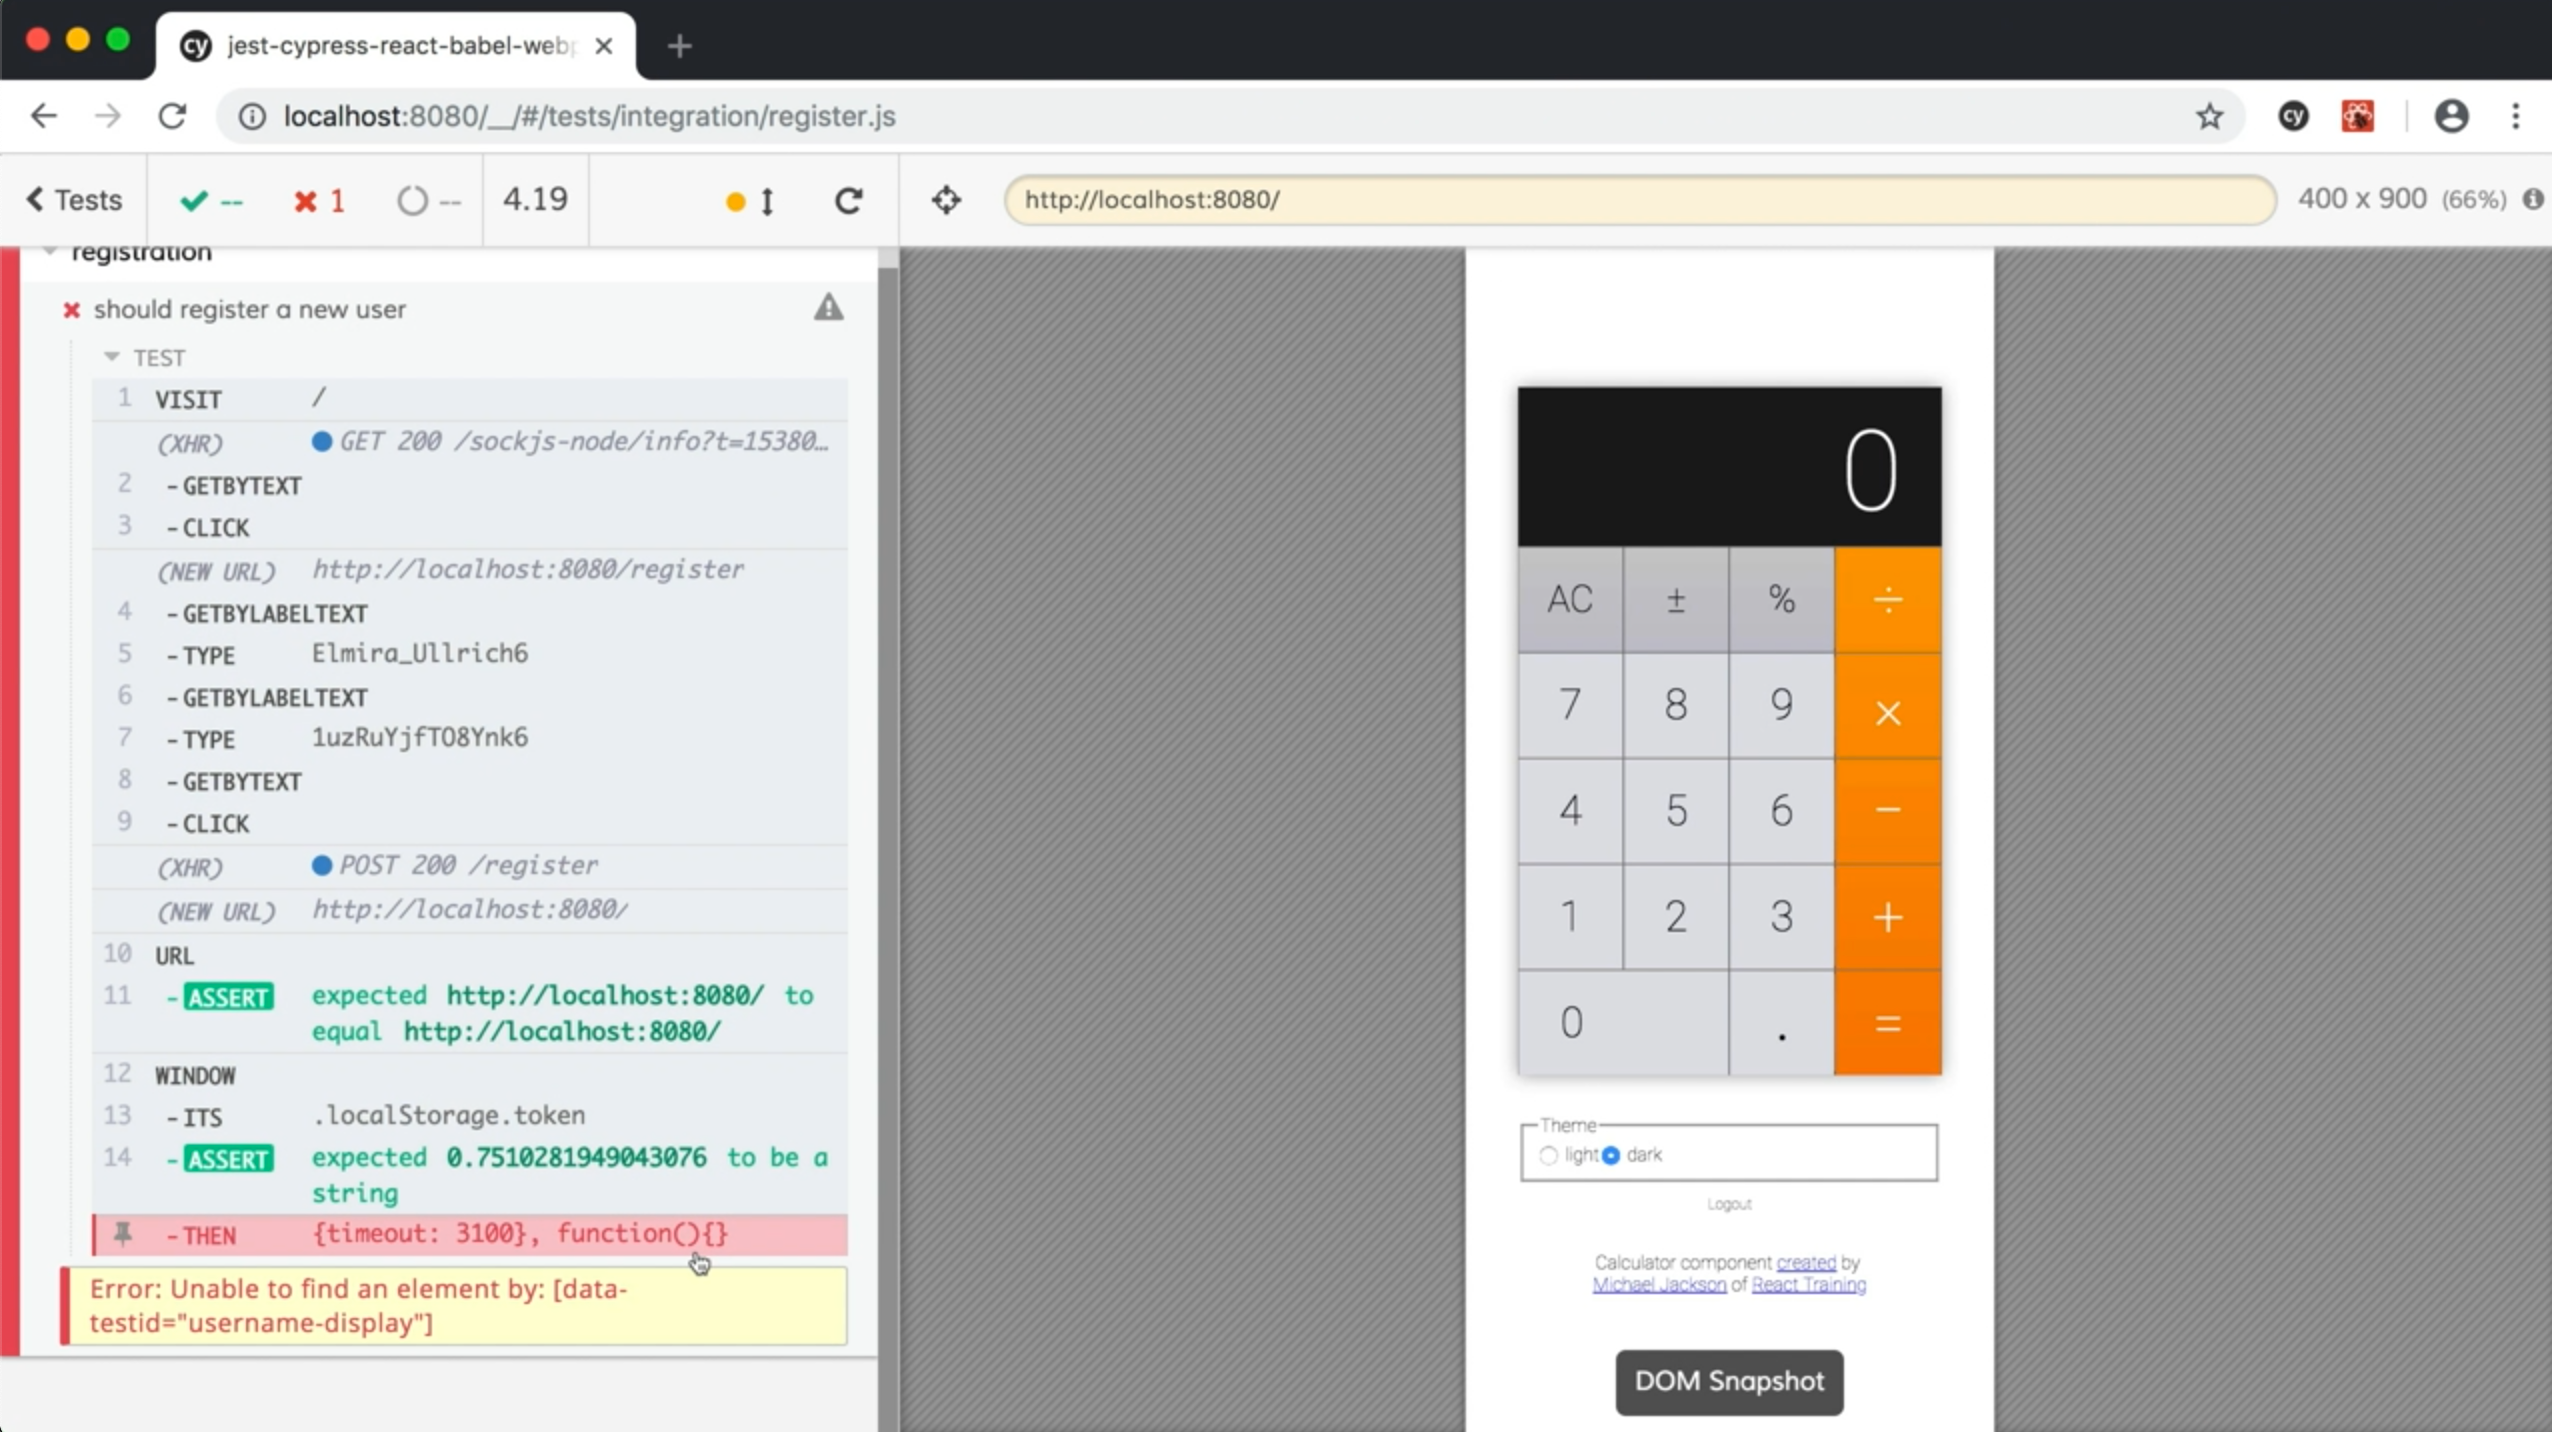 cy jest-cypress-react-babel-webp
localhost:8080/__/#/tests/integration/register.js
cy
Tests -- 1 -- 4.19
http://localhost:8080/ 400 x 900 (66%)
registration
should register a new user
TEST
1 VISIT /
(XHR) GET 200 /sockjs-node/info?t=15380…
2 -GETBYTEXT
3 -CLICK
(NEW URL) http://localhost:8080/register
4 -GETBYLABELTEXT
5 -TYPE Elmira_Ullrich6
6 -GETBYLABELTEXT
7 -TYPE 1uzRuYjfTO8Ynk6
8 -GETBYTEXT
9 -CLICK
(XHR) POST 200 /register
(NEW URL) http://localhost:8080/
10 URL
11 -ASSERT expected http://localhost:8080/ to
equal http://localhost:8080/
12 WINDOW
13 -ITS .localStorage.token
14 -ASSERT expected 0.7510281949043076 to be a
string
-THEN {timeout: 3100}, function(){}
Error: Unable to find an element by: [data-
testid="username-display"]
0
AC ± % ÷
7 8 9 ×
4 5 6 −
1 2 3 +
0 . =
Theme
light dark
Logout
Calculator component created by
Michael Jackson of React Training
DOM Snapshot